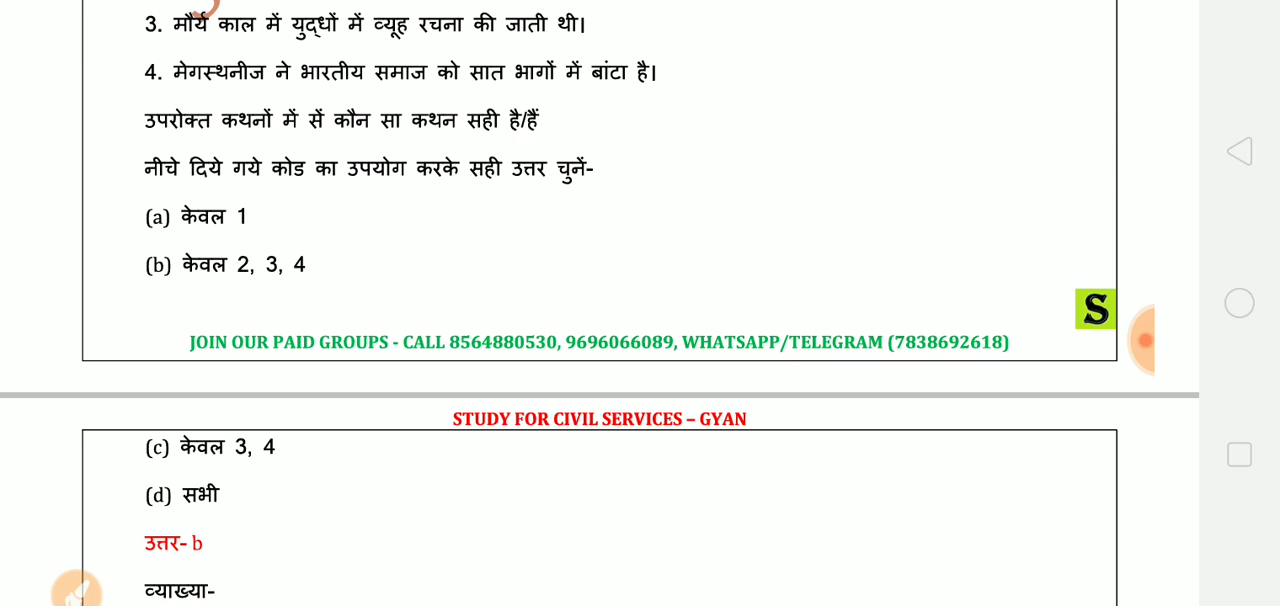 3. मौर्य काल में युद्धों में व्यूह रचना की जाती थी।
4. मेगस्थनीज ने भारतीय समाज को सात भागों में बांटा है।
उपरोक्त कथनों में सें कौन सा कथन सही है/हैं
नीचे दिये गये कोड का उपयोग करके सही उत्तर चुनें-
(a) केवल 1
(b) केवल 2, 3, 4
S
JOIN OUR PAID GROUPS - CALL 8564880530, 9696066089, WHATSAPP/TELEGRAM (7838692618)
STUDY FOR CIVIL SERVICES – GYAN
(c) केवल 3, 4
(d) सभी
उत्तर- b
व्याख्या-